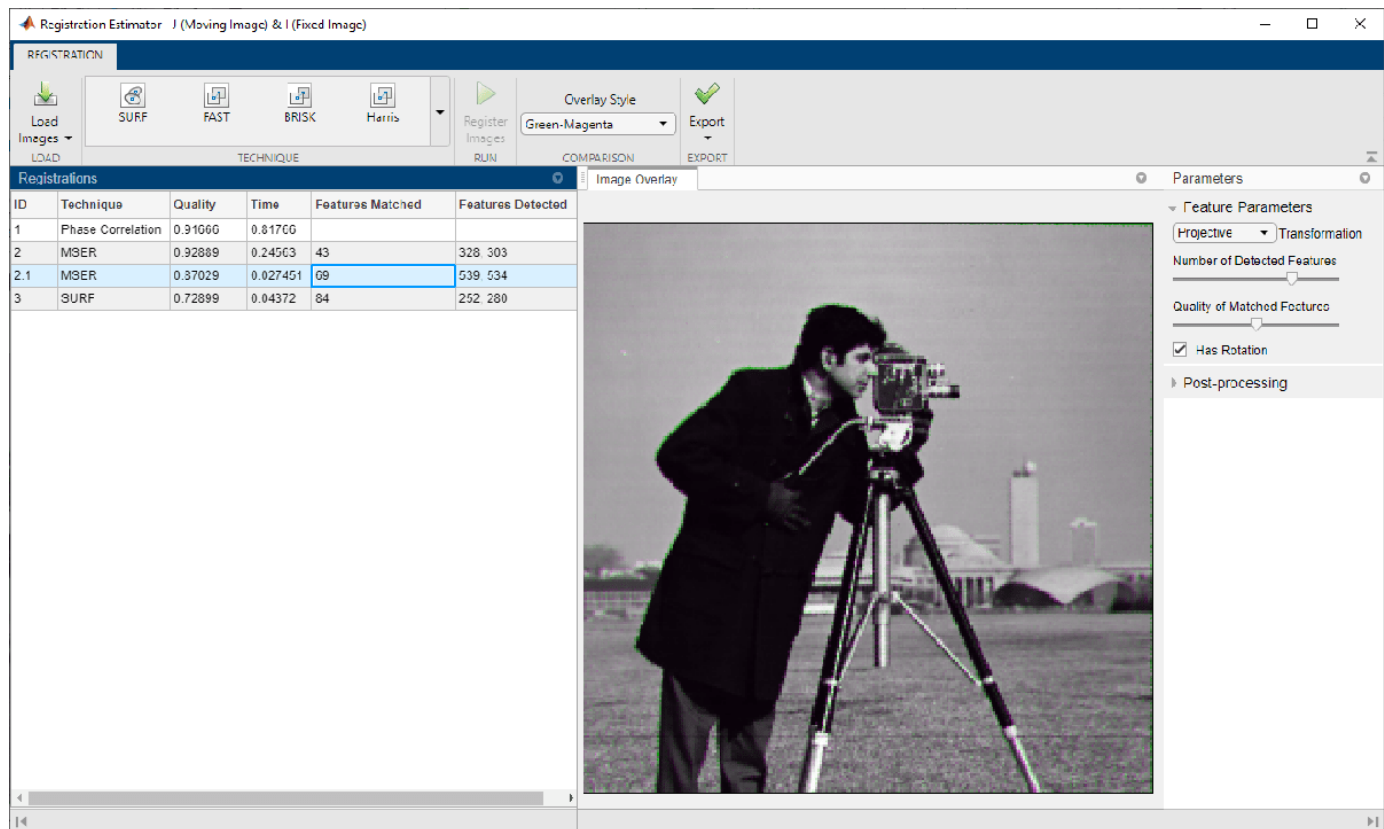 Registration Estimator - J (Moving Image) & I (Fixed Image)
REGISTRATION
Load Images
SURF
FAST
BRISK
Harris
Register Images
Overlay Style
Green-Magenta
Export
LOAD
TECHNIQUE
RUN
COMPARISON
EXPORT
Registrations
ID Technique Quality Time Features Matched Features Detected
1 Phase Correlation 0.91666 0.81766
2 MSER 0.92889 0.24563 43 328, 303
2.1 MSER 0.37029 0.027451 69 539, 534
3 SURF 0.72899 0.04372 84 252, 280
Image Overlay
Parameters
Feature Parameters
Projective Transformation
Number of Detected Features
Quality of Matched Features
Has Rotation
Post-processing